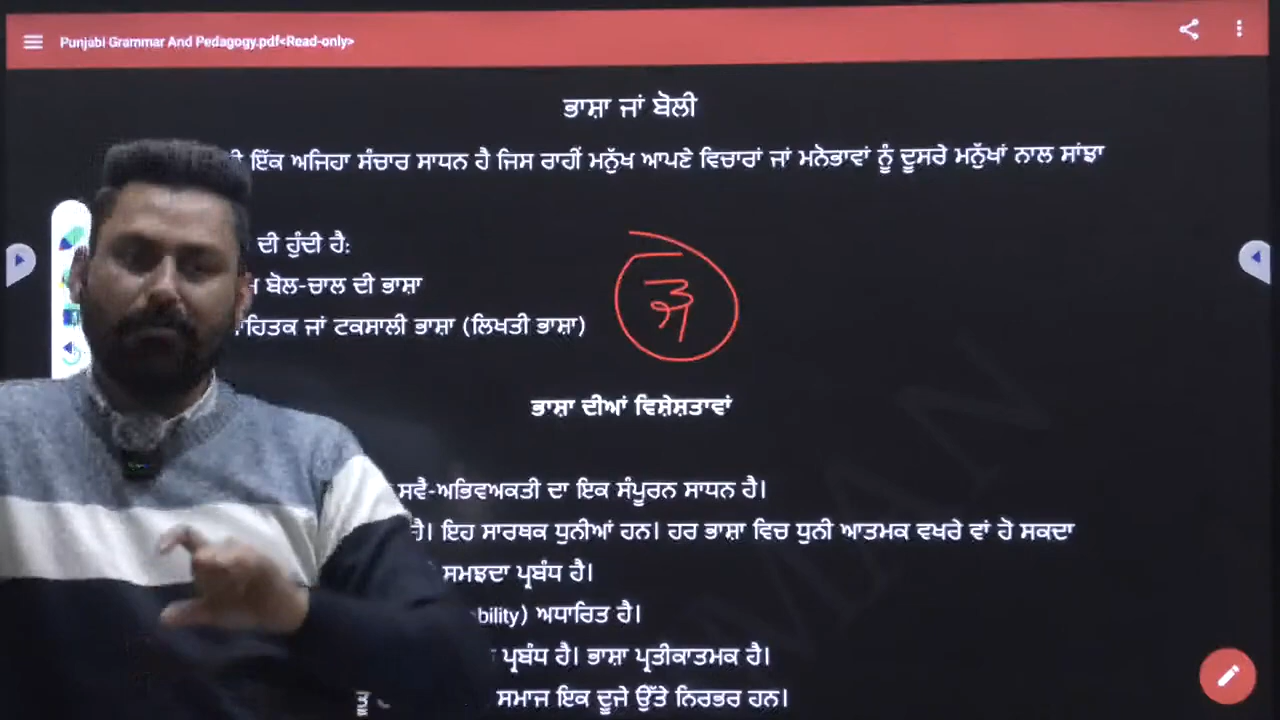 Punjabi Grammar And Pedagogy.pdf<Read-only>
ਭਾਸ਼ਾ ਜਾਂ ਬੋਲੀ
ਇੱਕ ਅਜਿਹਾ ਸੰਚਾਰ ਸਾਧਨ ਹੈ ਜਿਸ ਰਾਹੀਂ ਮਨੁੱਖ ਆਪਣੇ ਵਿਚਾਰਾਂ ਜਾਂ ਮਨੋਭਾਵਾਂ ਨੂੰ ਦੂਸਰੇ ਮਨੁੱਖਾਂ ਨਾਲ ਸਾਂਝਾ
ਦੀ ਹੁੰਦੀ ਹੈ:
ਬੋਲ-ਚਾਲ ਦੀ ਭਾਸ਼ਾ
ਜਾਂ ਟਕਸਾਲੀ ਭਾਸ਼ਾ (ਲਿਖਤੀ ਭਾਸ਼ਾ)
ਭਾਸ਼ਾ ਦੀਆਂ ਵਿਸ਼ੇਸ਼ਤਾਵਾਂ
ਸਵੈ-ਅਭਿਵਅਕਤੀ ਦਾ ਇਕ ਸੰਪੂਰਨ ਸਾਧਨ ਹੈ।
ਹੈ। ਇਹ ਸਾਰਥਕ ਧੁਨੀਆਂ ਹਨ। ਹਰ ਭਾਸ਼ਾ ਵਿਚ ਧੁਨੀ ਆਤਮਕ ਵਖਰੇ ਵਾਂ ਹੋ ਸਕਦਾ
ਸਮਝਦਾ ਪ੍ਰਬੰਧ ਹੈ।
bility) ਅਧਾਰਿਤ ਹੈ।
ਪ੍ਰਬੰਧ ਹੈ। ਭਾਸ਼ਾ ਪ੍ਰਤੀਕਾਤਮਕ ਹੈ।
ਸਮਾਜ ਇਕ ਦੂਜੇ ਉੱਤੇ ਨਿਰਭਰ ਹਨ।